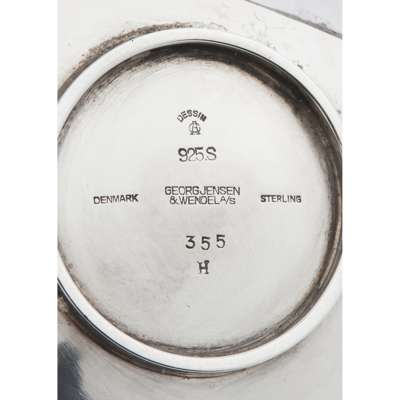 DESSIN
925.S
DENMARK GEORG JENSEN & WENDEL A/S STERLING
355
H